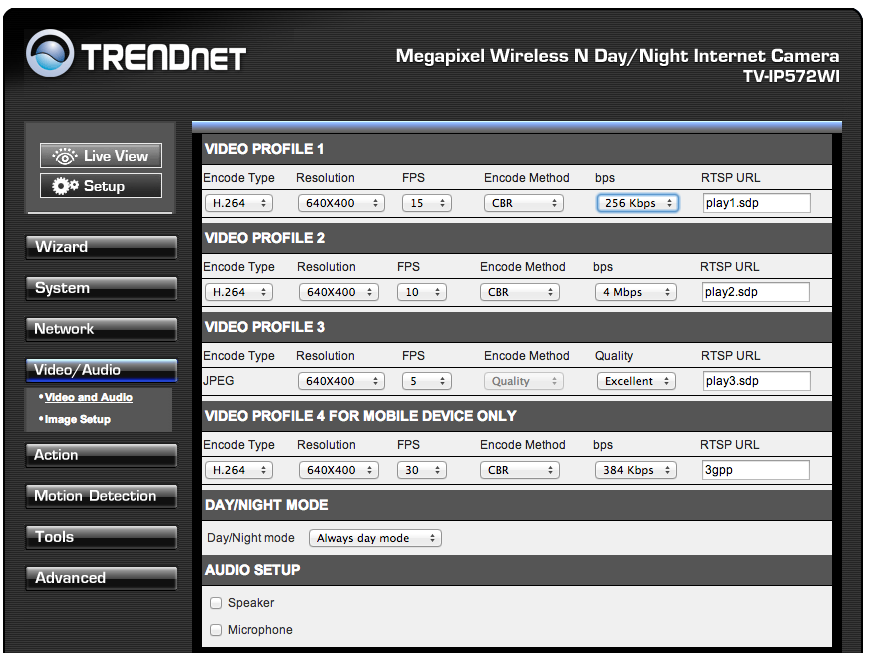 TRENDNET
Megapixel Wireless N Day/Night Internet Camera
TV-IP572WI
Live View
Setup
Wizard
System
Network
Video/Audio
•Video and Audio
•Image Setup
Action
Motion Detection
Tools
Advanced
VIDEO PROFILE 1
Encode Type Resolution FPS Encode Method bps RTSP URL
H.264 640X400 15 CBR 256 Kbps play1.sdp
VIDEO PROFILE 2
Encode Type Resolution FPS Encode Method bps RTSP URL
H.264 640X400 10 CBR 4 Mbps play2.sdp
VIDEO PROFILE 3
Encode Type Resolution FPS Encode Method Quality RTSP URL
JPEG 640X400 5 Quality Excellent play3.sdp
VIDEO PROFILE 4 FOR MOBILE DEVICE ONLY
Encode Type Resolution FPS Encode Method bps RTSP URL
H.264 640X400 30 CBR 384 Kbps 3gpp
DAY/NIGHT MODE
Day/Night mode Always day mode
AUDIO SETUP
Speaker
Microphone